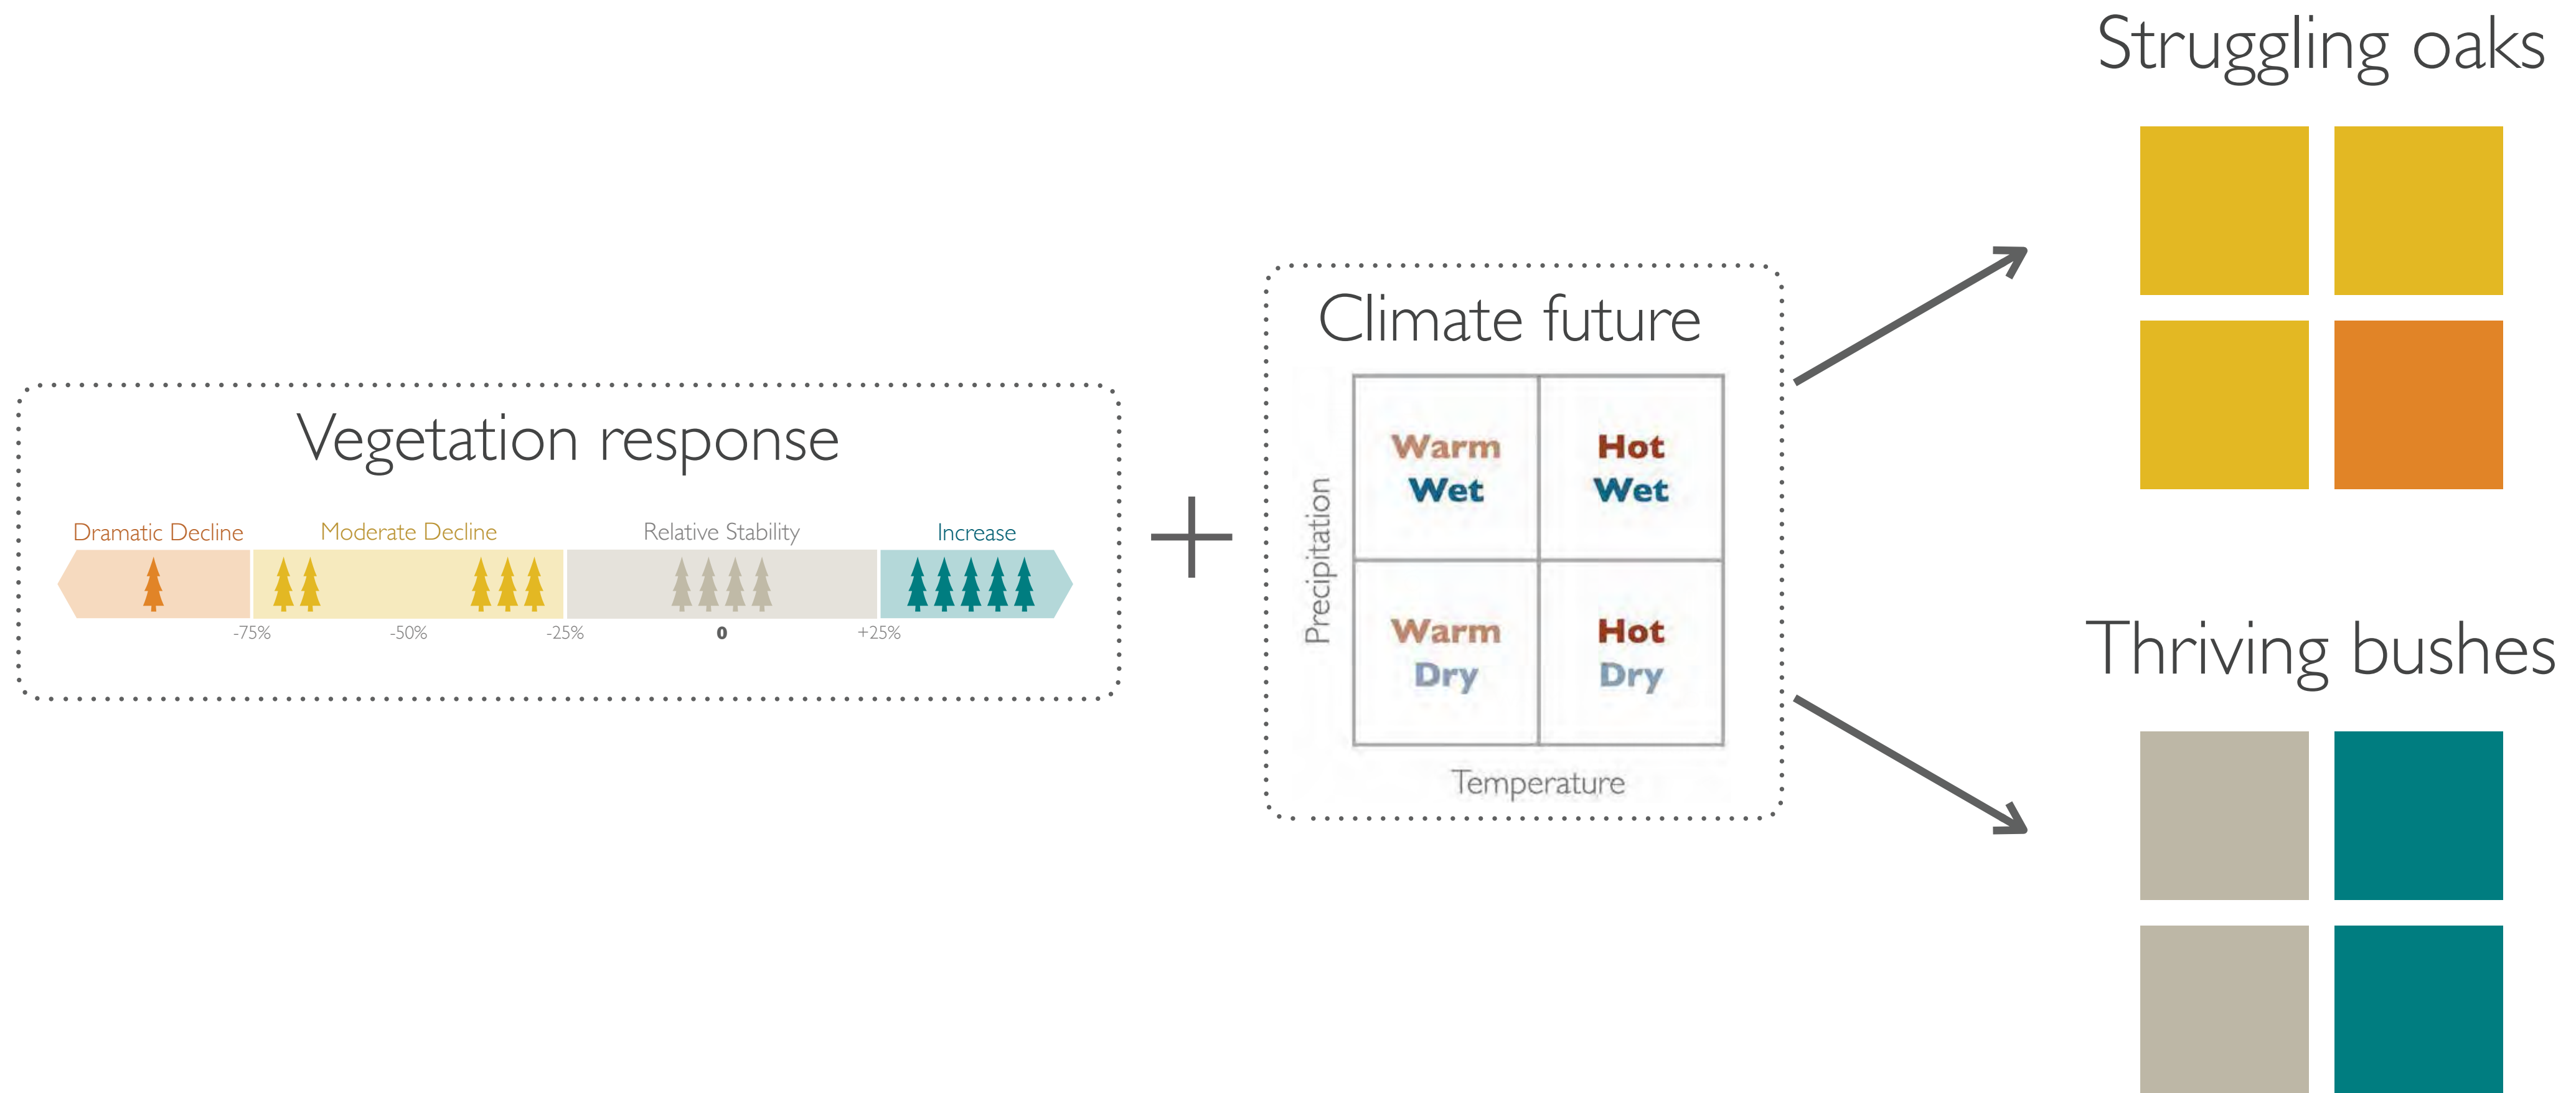 Struggling oaks
Climate future
Vegetation response
Warm Wet
Hot Wet
Dramatic Decline
Moderate Decline
Relative Stability
Increase
Precipitation
-75%
-50%
-25%
0
+25%
Warm Dry
Hot Dry
Thriving bushes
Temperature